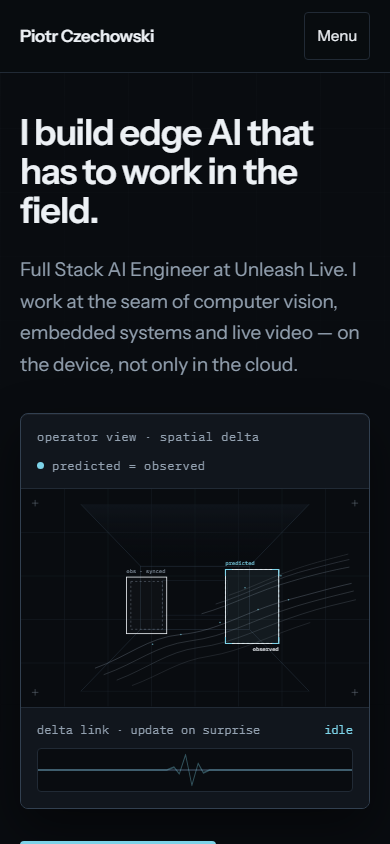 Piotr Czechowski
Menu
I build edge AI that
has to work in the
field.
Full Stack AI Engineer at Unleash Live. I
work at the seam of computer vision,
embedded systems and live video — on
the device, not only in the cloud.
operator view · spatial delta
predicted = observed
predicted
obs · synced
observed
delta link · update on surprise
idle